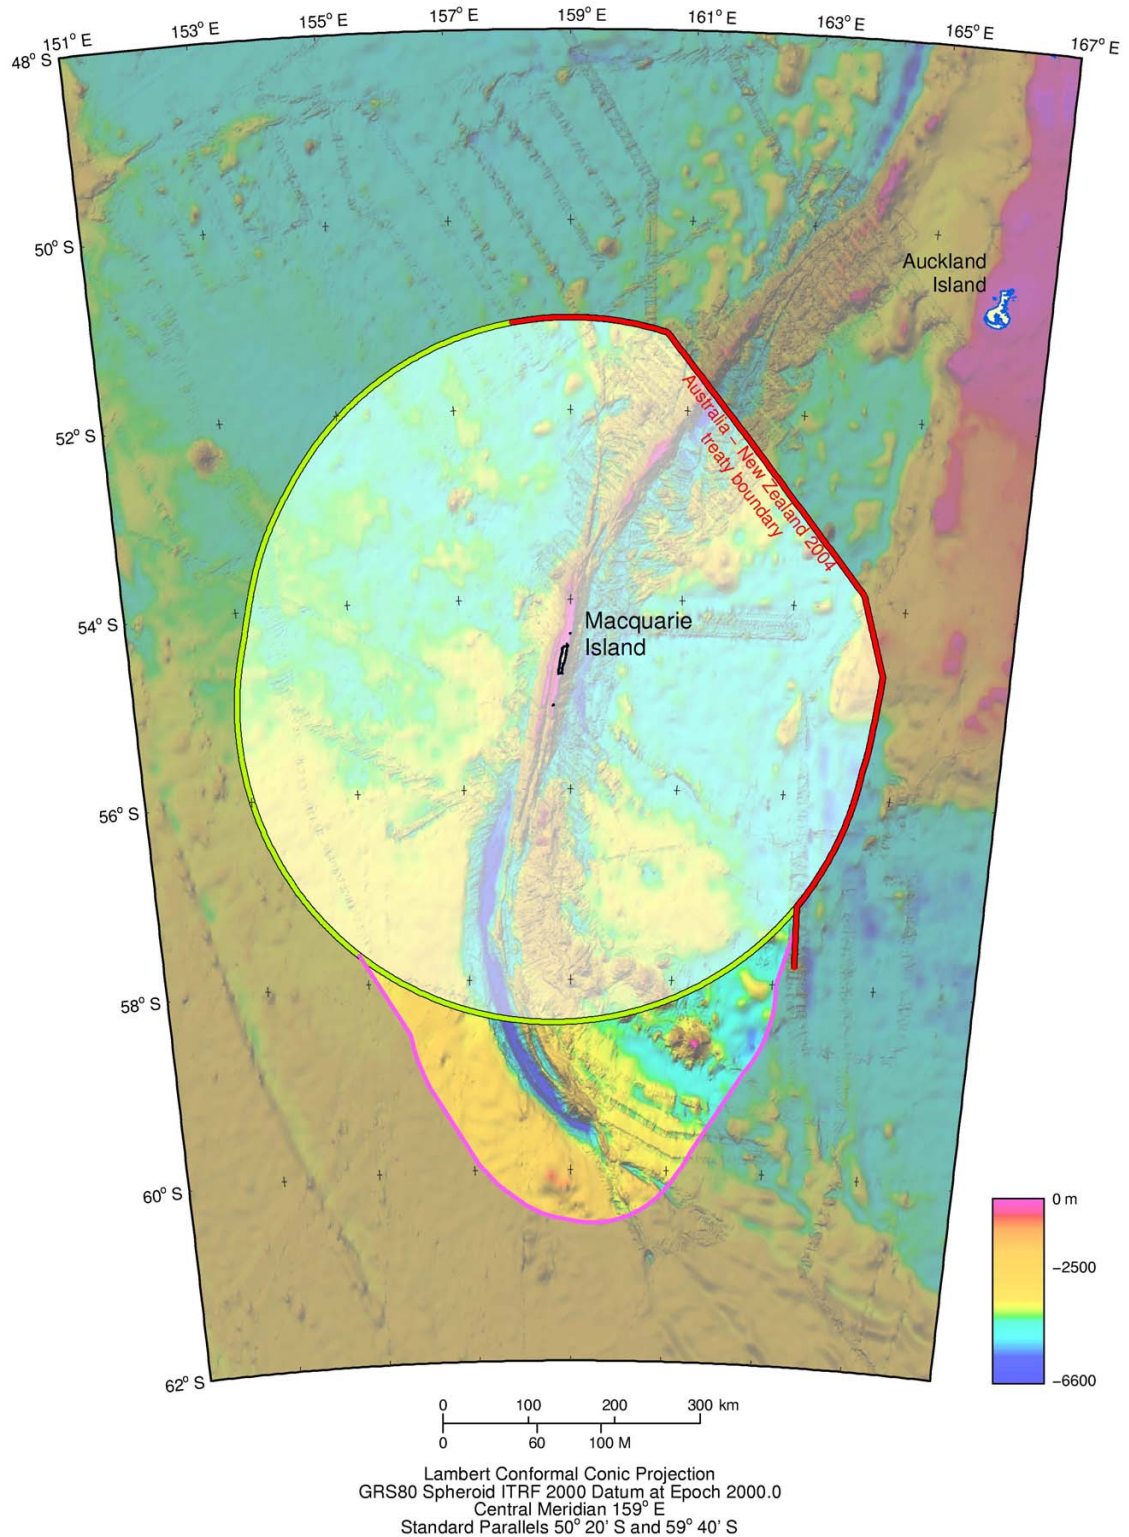 151° E
153° E
155° E
157° E
159° E
161° E
163° E
165° E
167° E
48° S
50° S
52° S
54° S
56° S
58° S
60° S
62° S
Auckland
Island
Australia – New Zealand 2004
treaty boundary
Macquarie
Island
0 m
−2500
−6600
0 100 200 300 km
0 60 100 M
Lambert Conformal Conic Projection
GRS80 Spheroid ITRF 2000 Datum at Epoch 2000.0
Central Meridian 159° E
Standard Parallels 50° 20' S and 59° 40' S